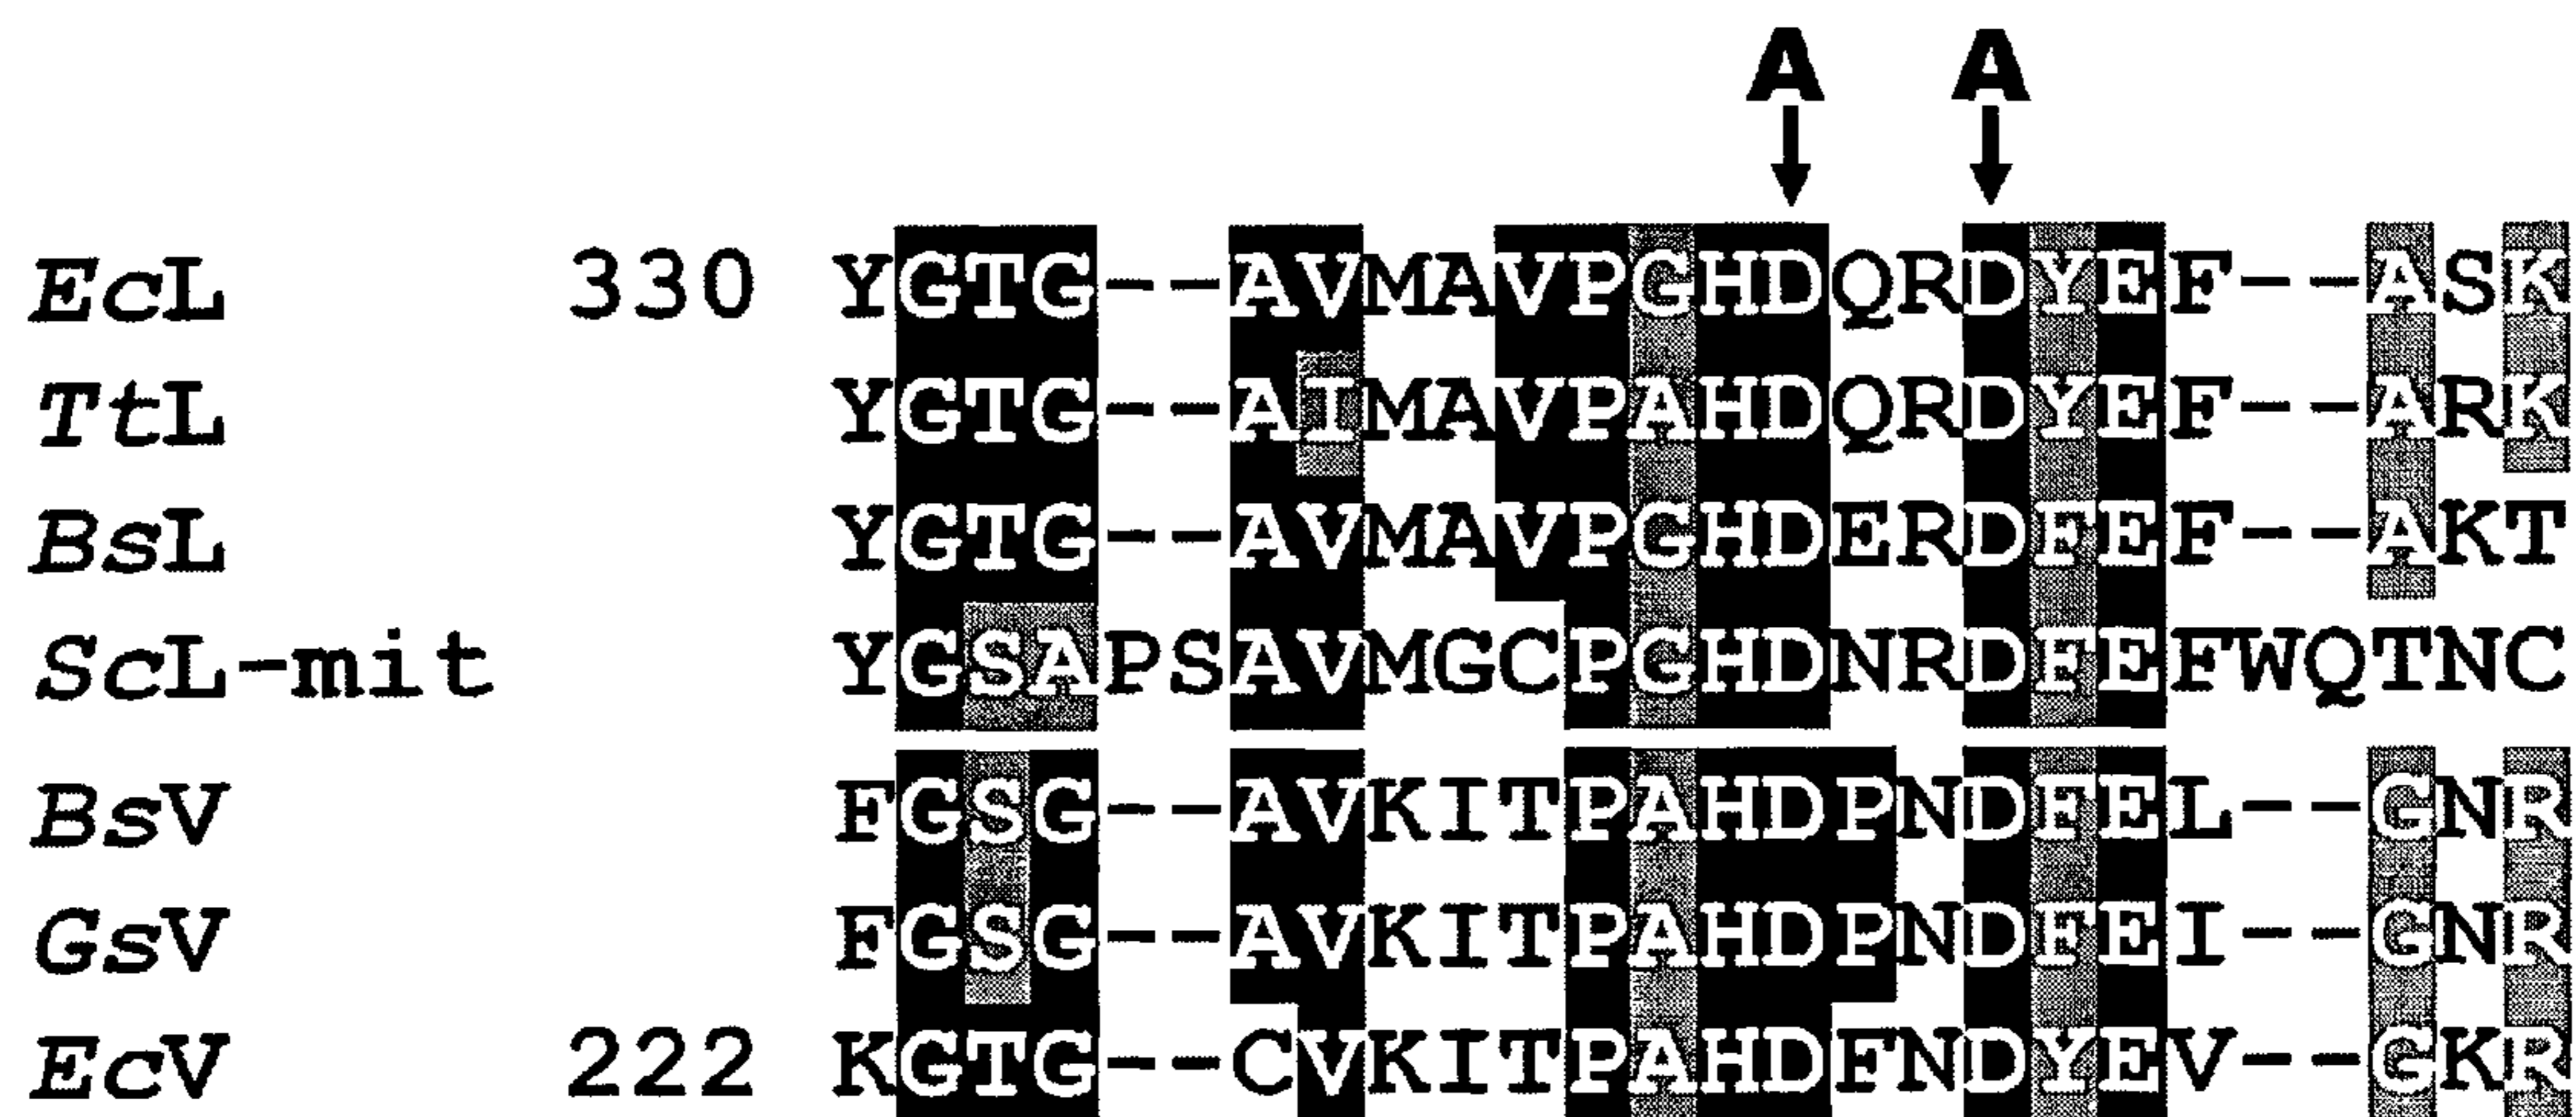 A A
EcL 330 YGTG--AVMAVPGHDQRDYEF--ASK
TtL YGTG--AIMAVPAHDQRDYEF--ARK
BsL YGTG--AVMAVPGHDERDFEF--AKT
ScL-mit YGSAPSAVMGCPGHDNRDFEFWQTNC
BsV FGSG--AVKITPAHDPNDFEL--GNR
GsV FGSG--AVKITPAHDPNDFEI--GNR
EcV 222 KGTG--CVKITPAHDFNDYEV--GKR